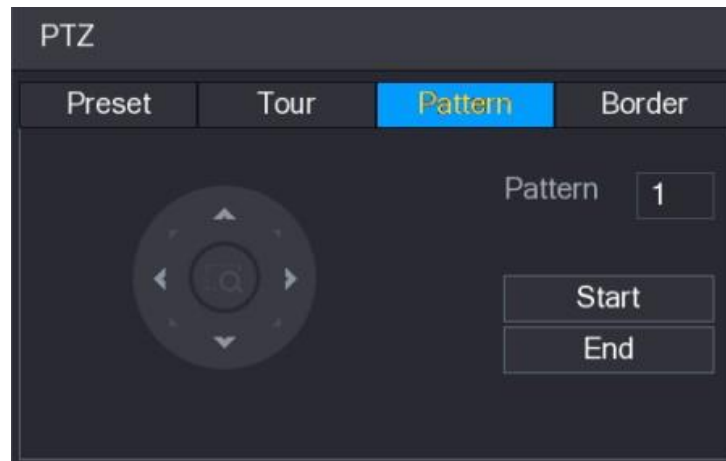 PTZ
Preset Tour Pattern Border
Pattern 1
Start
End